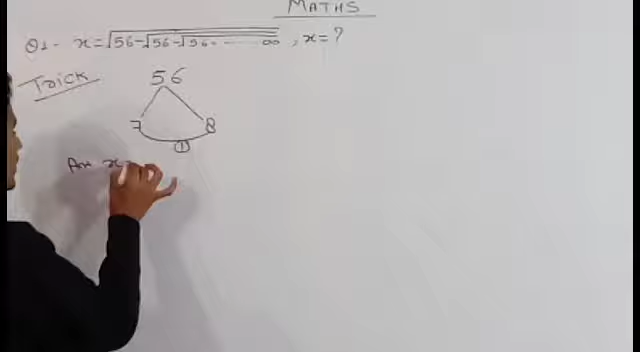 MATHS
Q1- x=√56-√56-√56- ------∞ , x=?
Trick
56
7 8
1
Ans x=